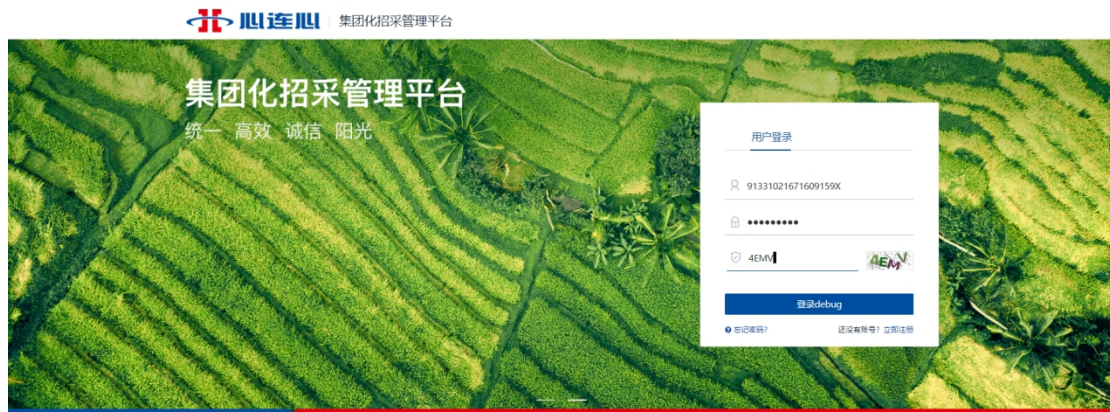 心连心 集团化招采管理平台
集团化招采管理平台
统一 高效 诚信 阳光
用户登录
91331021671609159X
•••••••••
4EMV 4EMV
登录debug
忘记密码? 还没有账号? 立即注册